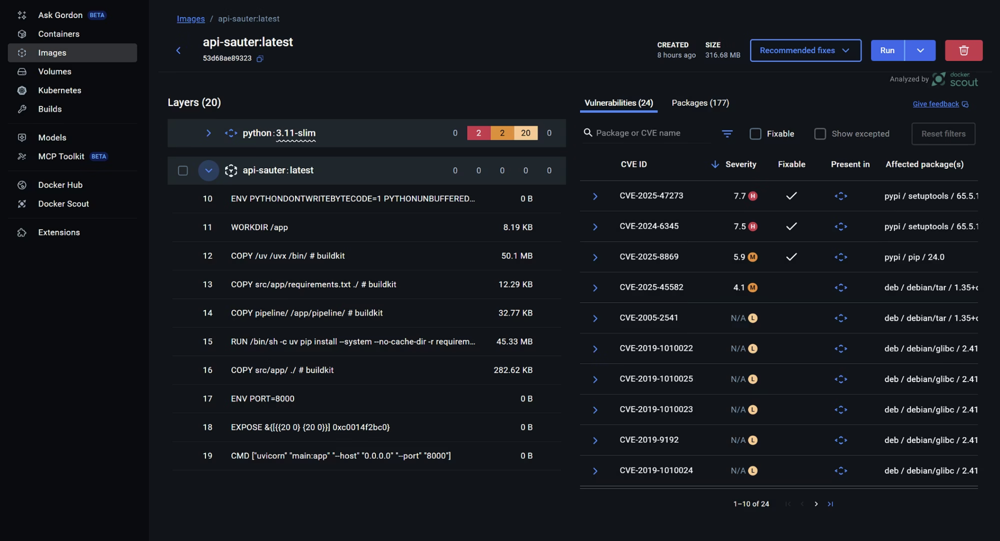 Ask Gordon BETA
Containers
Images
Volumes
Kubernetes
Builds
Models
MCP Toolkit BETA
Docker Hub
Docker Scout
Extensions
Images / api-sauter:latest
api-sauter:latest
53d68ae89323
CREATED
8 hours ago
SIZE
316.68 MB
Recommended fixes
Run
Analyzed by docker scout
Layers (20)
python:3.11-slim 0 2 2 20 0
api-sauter:latest 0 0 0 0 0
10 ENV PYTHONDONTWRITEBYTECODE=1 PYTHONUNBUFFERED... 0 B
11 WORKDIR /app 8.19 KB
12 COPY /uv /uvx /bin/ # buildkit 50.1 MB
13 COPY src/app/requirements.txt ./ # buildkit 12.29 KB
14 COPY pipeline/ /app/pipeline/ # buildkit 32.77 KB
15 RUN /bin/sh -c uv pip install --system --no-cache-dir -r requirem... 45.33 MB
16 COPY src/app/ ./ # buildkit 282.62 KB
17 ENV PORT=8000 0 B
18 EXPOSE &{[{{20 0} {20 0}}] 0xc0014f2bc0} 0 B
19 CMD ["uvicorn" "main:app" "--host" "0.0.0.0" "--port" "8000"] 0 B
Vulnerabilities (24) Packages (177) Give feedback
Package or CVE name Fixable Show excepted Reset filters
CVE ID Severity Fixable Present in Affected package(s)
CVE-2025-47273 7.7 H pypi / setuptools / 65.5.1
CVE-2024-6345 7.5 H pypi / setuptools / 65.5.1
CVE-2025-8869 5.9 M pypi / pip / 24.0
CVE-2025-45582 4.1 M deb / debian/tar / 1.35+
CVE-2005-2541 N/A L deb / debian/tar / 1.35+
CVE-2019-1010022 N/A L deb / debian/glibc / 2.41
CVE-2019-1010025 N/A L deb / debian/glibc / 2.41
CVE-2019-1010023 N/A L deb / debian/glibc / 2.41
CVE-2019-9192 N/A L deb / debian/glibc / 2.41
CVE-2019-1010024 N/A L deb / debian/glibc / 2.41
1–10 of 24